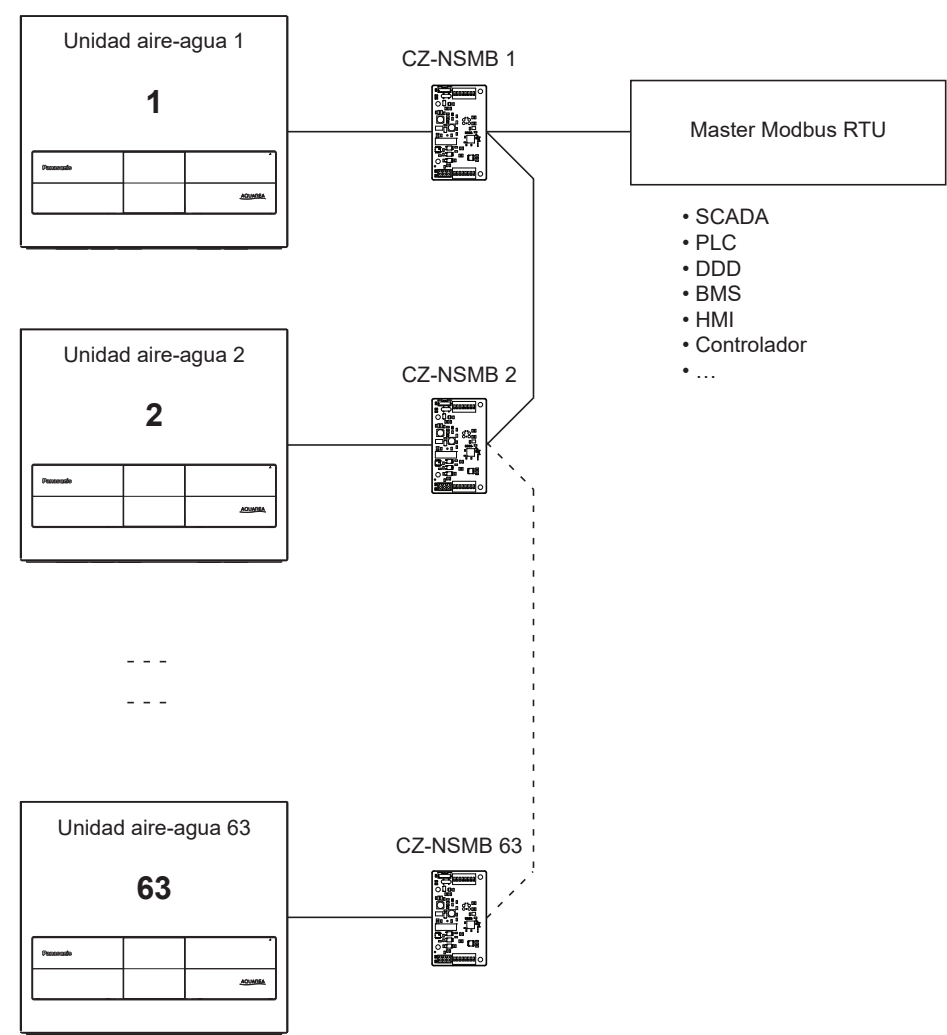 Unidad aire-agua 1
1
Panasonic
AQUAREA
CZ-NSMB 1
Master Modbus RTU
• SCADA
• PLC
• DDD
• BMS
• HMI
• Controlador
• …
Unidad aire-agua 2
2
Panasonic
AQUAREA
CZ-NSMB 2
- - -
- - -
Unidad aire-agua 63
63
Panasonic
AQUAREA
CZ-NSMB 63